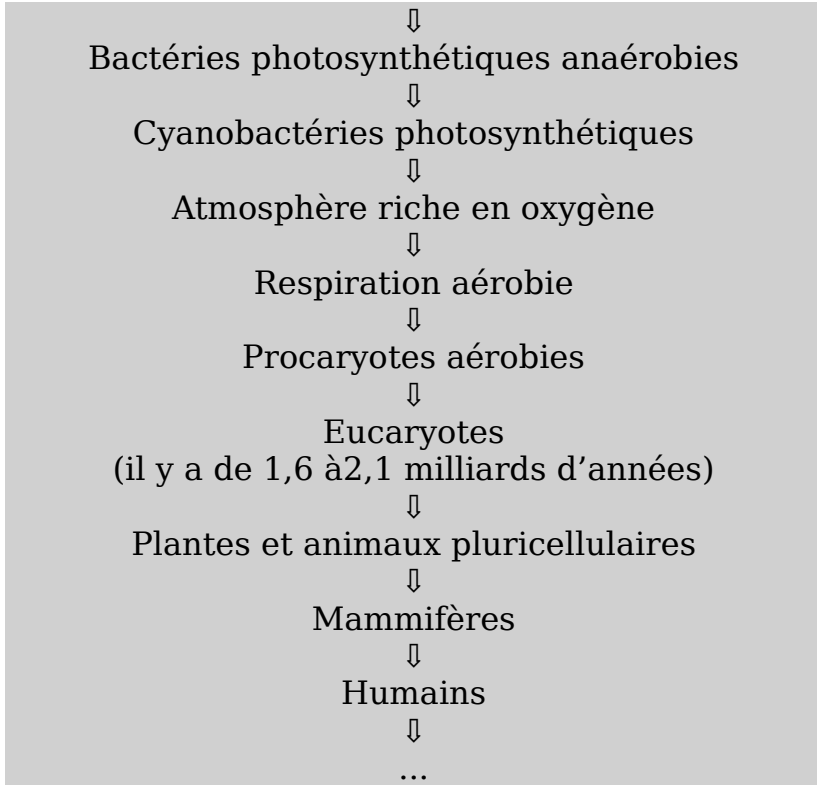 ⇩
Bactéries photosynthétiques anaérobies
⇩
Cyanobactéries photosynthétiques
⇩
Atmosphère riche en oxygène
⇩
Respiration aérobie
⇩
Procaryotes aérobies
⇩
Eucaryotes
(il y a de 1,6 à2,1 milliards d’années)
⇩
Plantes et animaux pluricellulaires
⇩
Mammifères
⇩
Humains
⇩
...